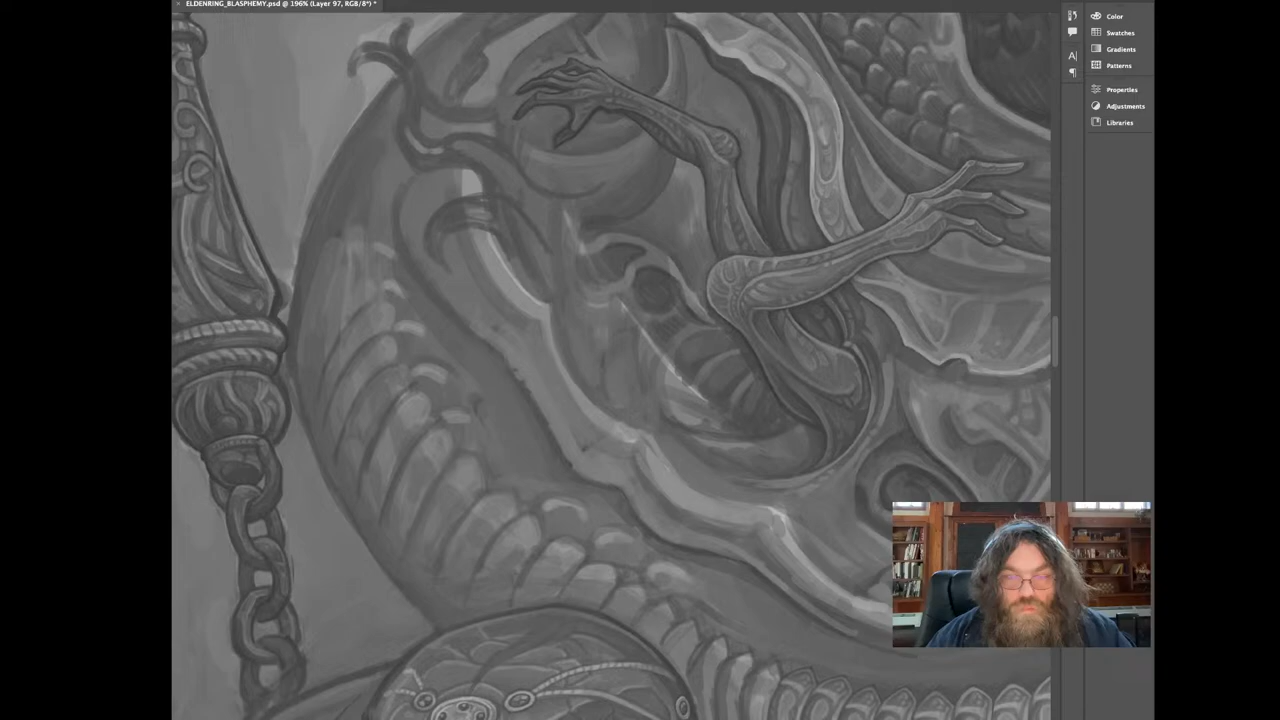 × ELDENRING_BLASPHEMY.psd @ 196% (Layer 97, RGB/8*) *
Color
Swatches
Gradients
A|
Patterns
¶
Properties
Adjustments
Libraries